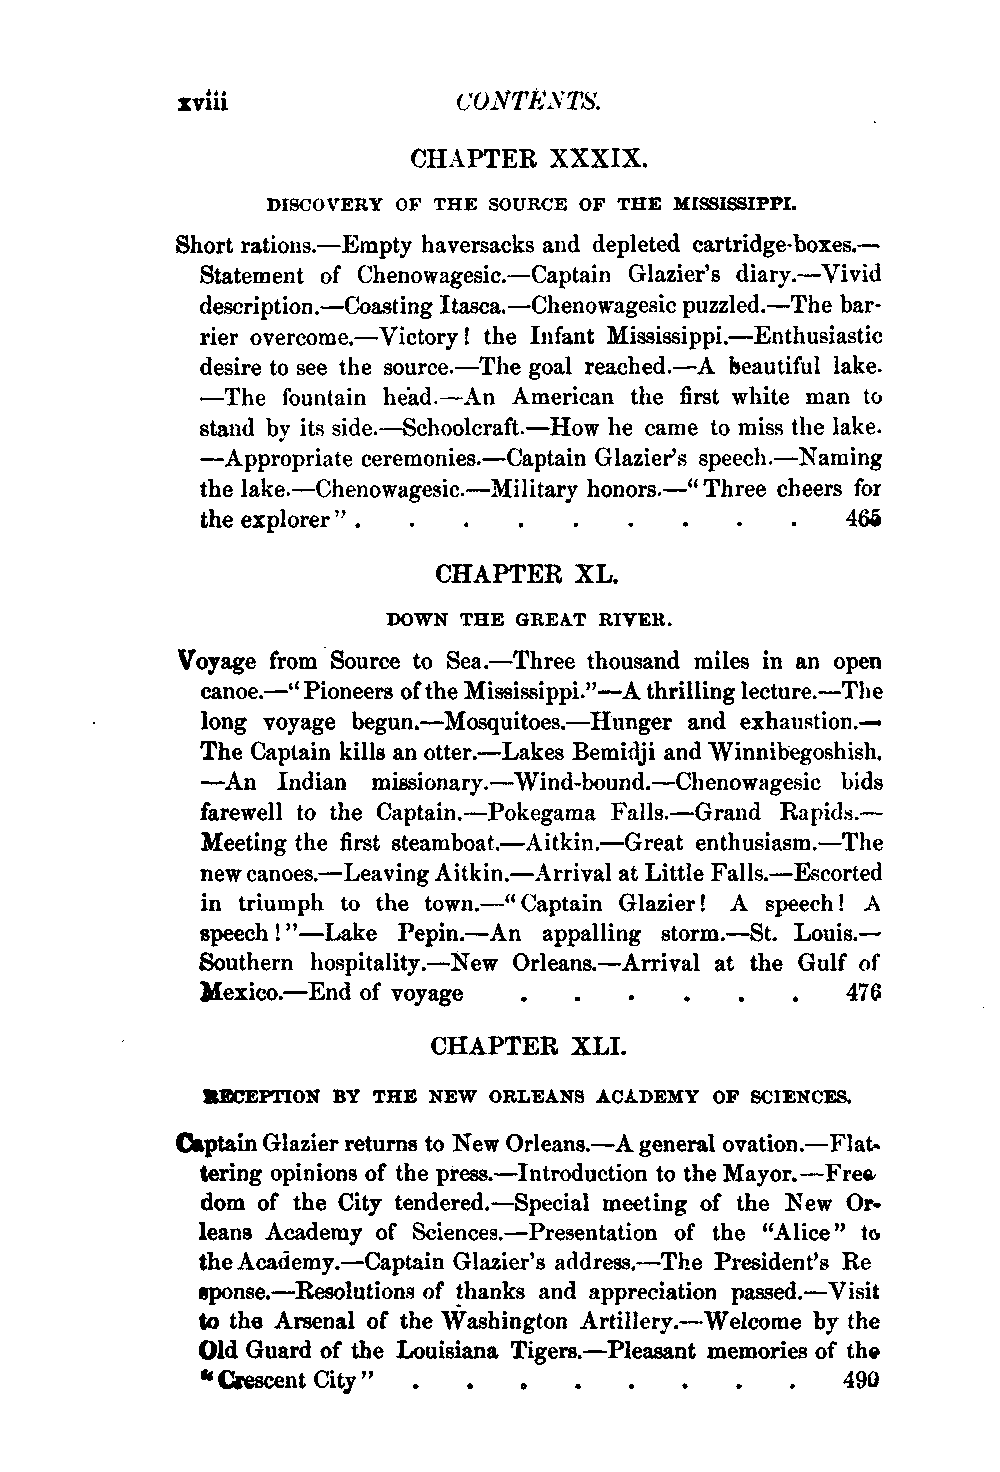 xviii CONTENTS.
CHAPTER XXXIX.
DISCOVERY OF THE SOURCE OF THE MISSISSIPPI.
Short rations.—Empty haversacks and depleted cartridge-boxes.—
Statement of Chenowagesic.—Captain Glazier's diary.—Vivid
description.—Coasting Itasca.—Chenowagesic puzzled.—The bar-
rier overcome.—Victory! the Infant Mississippi.—Enthusiastic
desire to see the source.—The goal reached.—A beautiful lake.
—The fountain head.—An American the first white man to
stand by its side.—Schoolcraft.—How he came to miss the lake.
—Appropriate ceremonies.—Captain Glazier's speech.—Naming
the lake.—Chenowagesic.—Military honors.—“Three cheers for
the explorer” . . . . . . . . . 465
CHAPTER XL.
DOWN THE GREAT RIVER.
Voyage from Source to Sea.—Three thousand miles in an open
canoe.—“Pioneers of the Mississippi.”—A thrilling lecture.—The
long voyage begun.—Mosquitoes.—Hunger and exhaustion.—
The Captain kills an otter.—Lakes Bemidji and Winnibegoshish.
—An Indian missionary.—Wind-bound.—Chenowagesic bids
farewell to the Captain.—Pokegama Falls.—Grand Rapids.—
Meeting the first steamboat.—Aitkin.—Great enthusiasm.—The
new canoes.—Leaving Aitkin.—Arrival at Little Falls.—Escorted
in triumph to the town.—“Captain Glazier! A speech! A
speech!”—Lake Pepin.—An appalling storm.—St. Louis.—
Southern hospitality.—New Orleans.—Arrival at the Gulf of
Mexico.—End of voyage . . . . . . 476
CHAPTER XLI.
RECEPTION BY THE NEW ORLEANS ACADEMY OF SCIENCES.
Captain Glazier returns to New Orleans.—A general ovation.—Flat-
tering opinions of the press.—Introduction to the Mayor.—Free
dom of the City tendered.—Special meeting of the New Or-
leans Academy of Sciences.—Presentation of the “Alice” to
the Academy.—Captain Glazier's address.—The President's Re
sponse.—Resolutions of thanks and appreciation passed.—Visit
to the Arsenal of the Washington Artillery.—Welcome by the
Old Guard of the Louisiana Tigers.—Pleasant memories of the
“Crescent City” . . . . . . . . 490